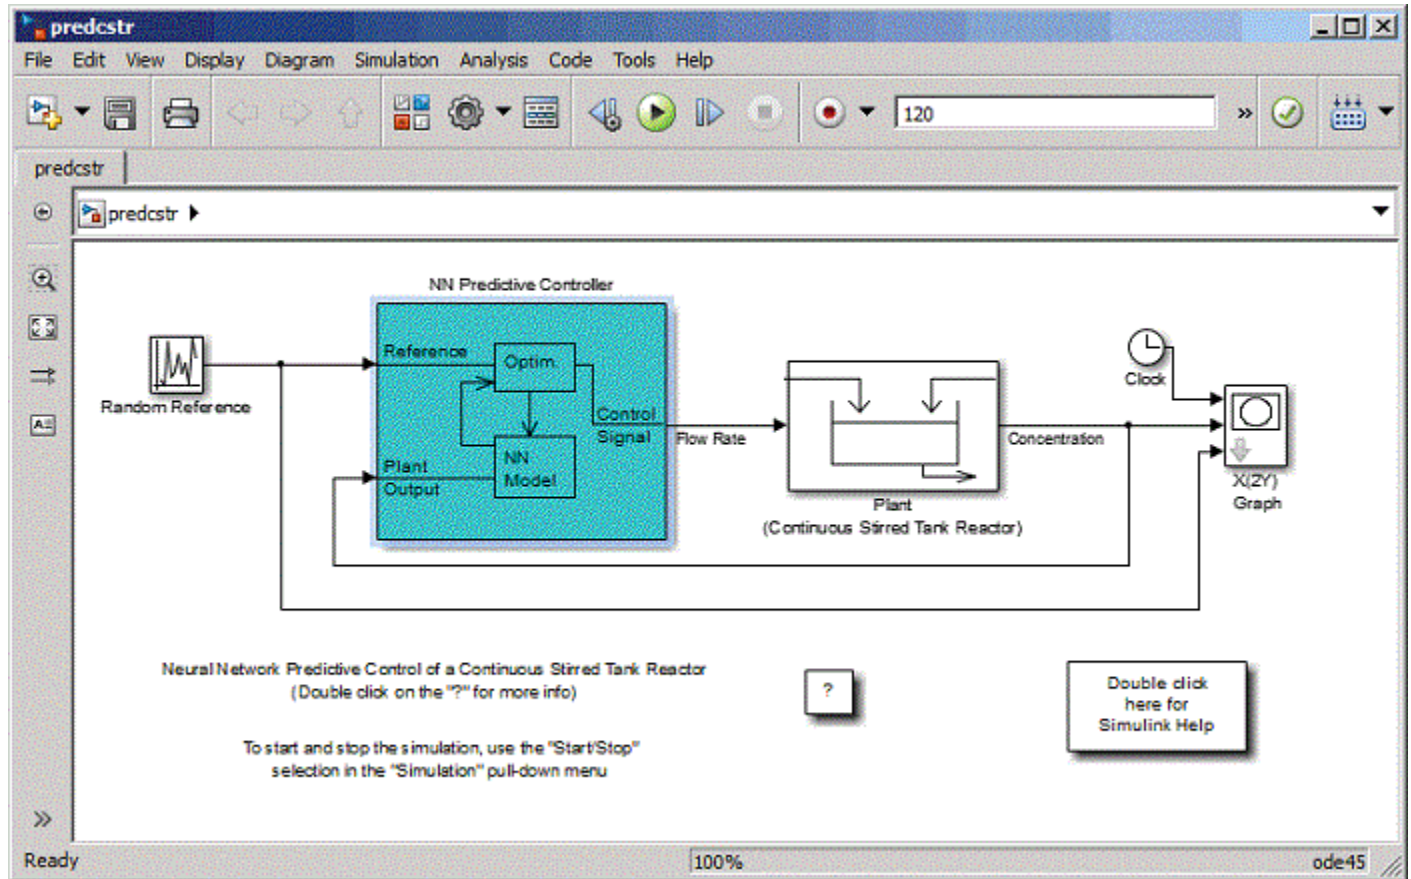 predcstr
File Edit View Display Diagram Simulation Analysis Code Tools Help
120
predcstr
predcstr
NN Predictive Controller
Reference
Optim.
Control
Signal
Plant
Output
NN
Model
Random Reference
Flow Rate
Concentration
Plant
(Continuous Stirred Tank Reactor)
Clock
X(2Y)
Graph
Neural Network Predictive Control of a Continuous Stirred Tank Reactor
(Double click on the "?" for more info)
?
Double click
here for
Simulink Help
To start and stop the simulation, use the "Start/Stop"
selection in the "Simulation" pull-down menu
Ready 100% ode45